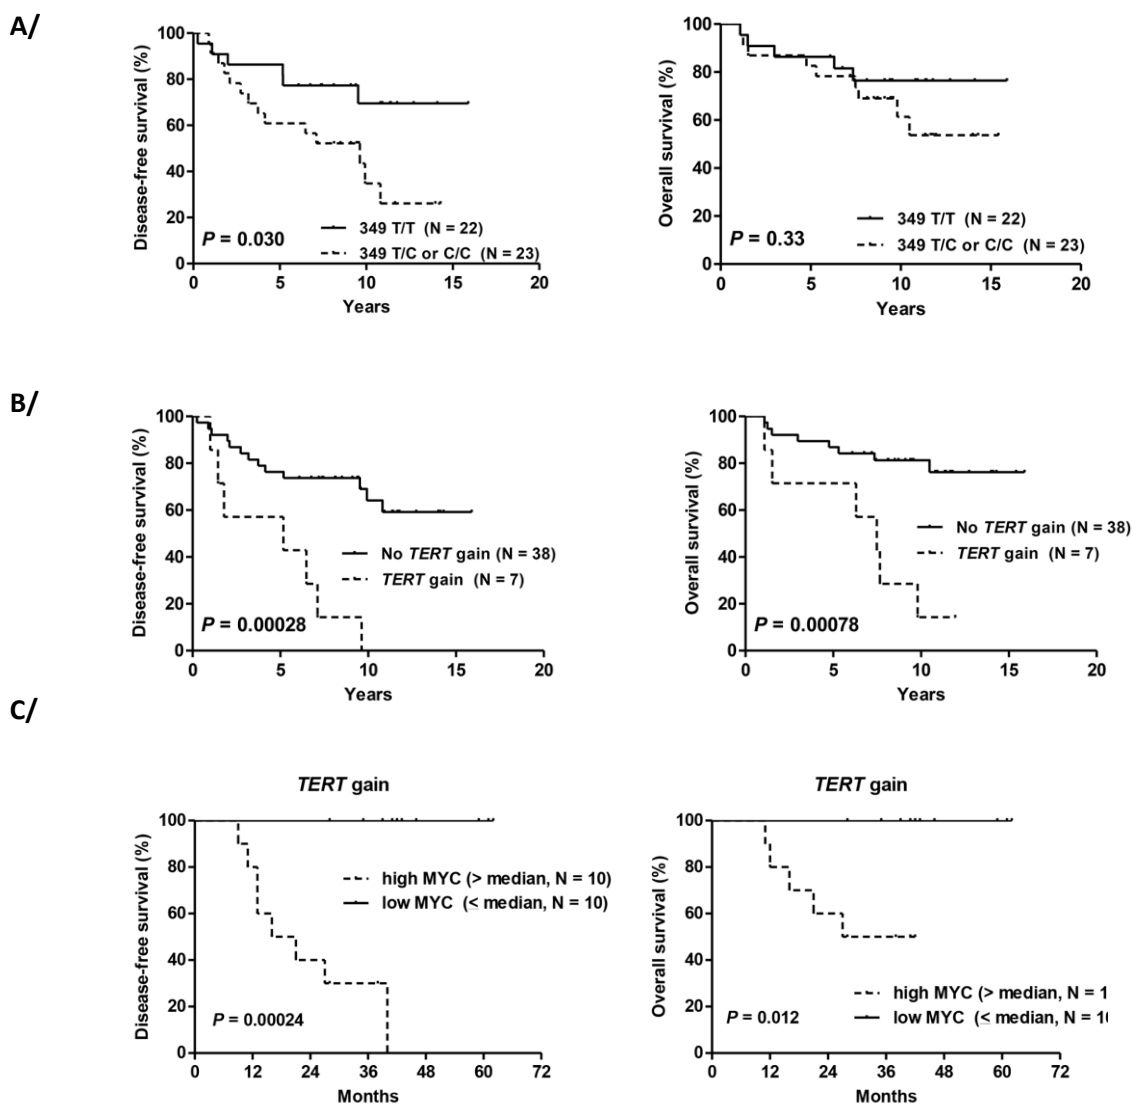 A/
Disease-free survival (%)
100
80
60
40
20
0
349 T/T (N = 22)
349 T/C or C/C (N = 23)
P = 0.030
0 5 10 15 20
Years
Overall survival (%)
100
80
60
40
20
0
349 T/T (N = 22)
349 T/C or C/C (N = 23)
P = 0.33
0 5 10 15 20
Years
B/
Disease-free survival (%)
100
80
60
40
20
0
No TERT gain (N = 38)
TERT gain (N = 7)
P = 0.00028
0 5 10 15 20
Years
Overall survival (%)
100
80
60
40
20
0
No TERT gain (N = 38)
TERT gain (N = 7)
P = 0.00078
0 5 10 15 20
Years
C/
TERT gain
Disease-free survival (%)
100
80
60
40
20
0
high MYC (> median, N = 10)
low MYC (≤ median, N = 10)
P = 0.00024
0 12 24 36 48 60 72
Months
TERT gain
Overall survival (%)
100
80
60
40
20
0
high MYC (> median, N = 1
low MYC (≤ median, N = 1
P = 0.012
0 12 24 36 48 60 72
Months